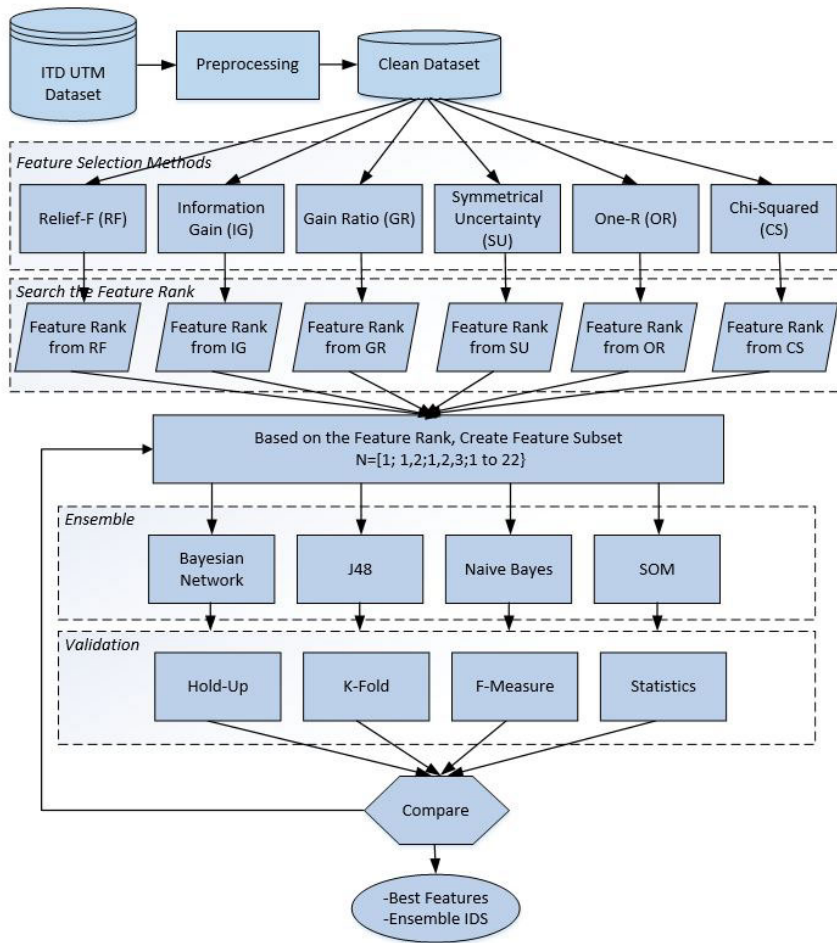 ITD UTM
Dataset
Preprocessing
Clean Dataset
Feature Selection Methods
Relief-F (RF)
Information
Gain (IG)
Gain Ratio (GR)
Symmetrical
Uncertainty
(SU)
One-R (OR)
Chi-Squared
(CS)
Search the Feature Rank
Feature Rank
from RF
Feature Rank
from IG
Feature Rank
from GR
Feature Rank
from SU
Feature Rank
from OR
Feature Rank
from CS
Based on the Feature Rank, Create Feature Subset
N=[1; 1,2;1,2,3;1 to 22}
Ensemble
Bayesian
Network
J48
Naive Bayes
SOM
Validation
Hold-Up
K-Fold
F-Measure
Statistics
Compare
-Best Features
-Ensemble IDS